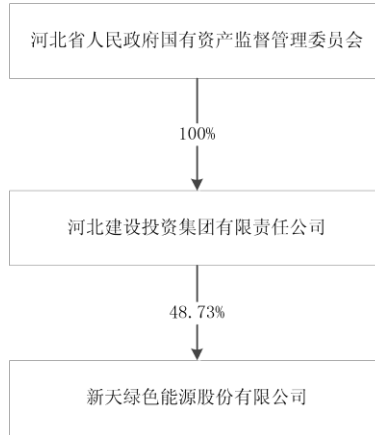 河北省人民政府国有资产监督管理委员会
100%
河北建设投资集团有限责任公司
48.73%
新天绿色能源股份有限公司